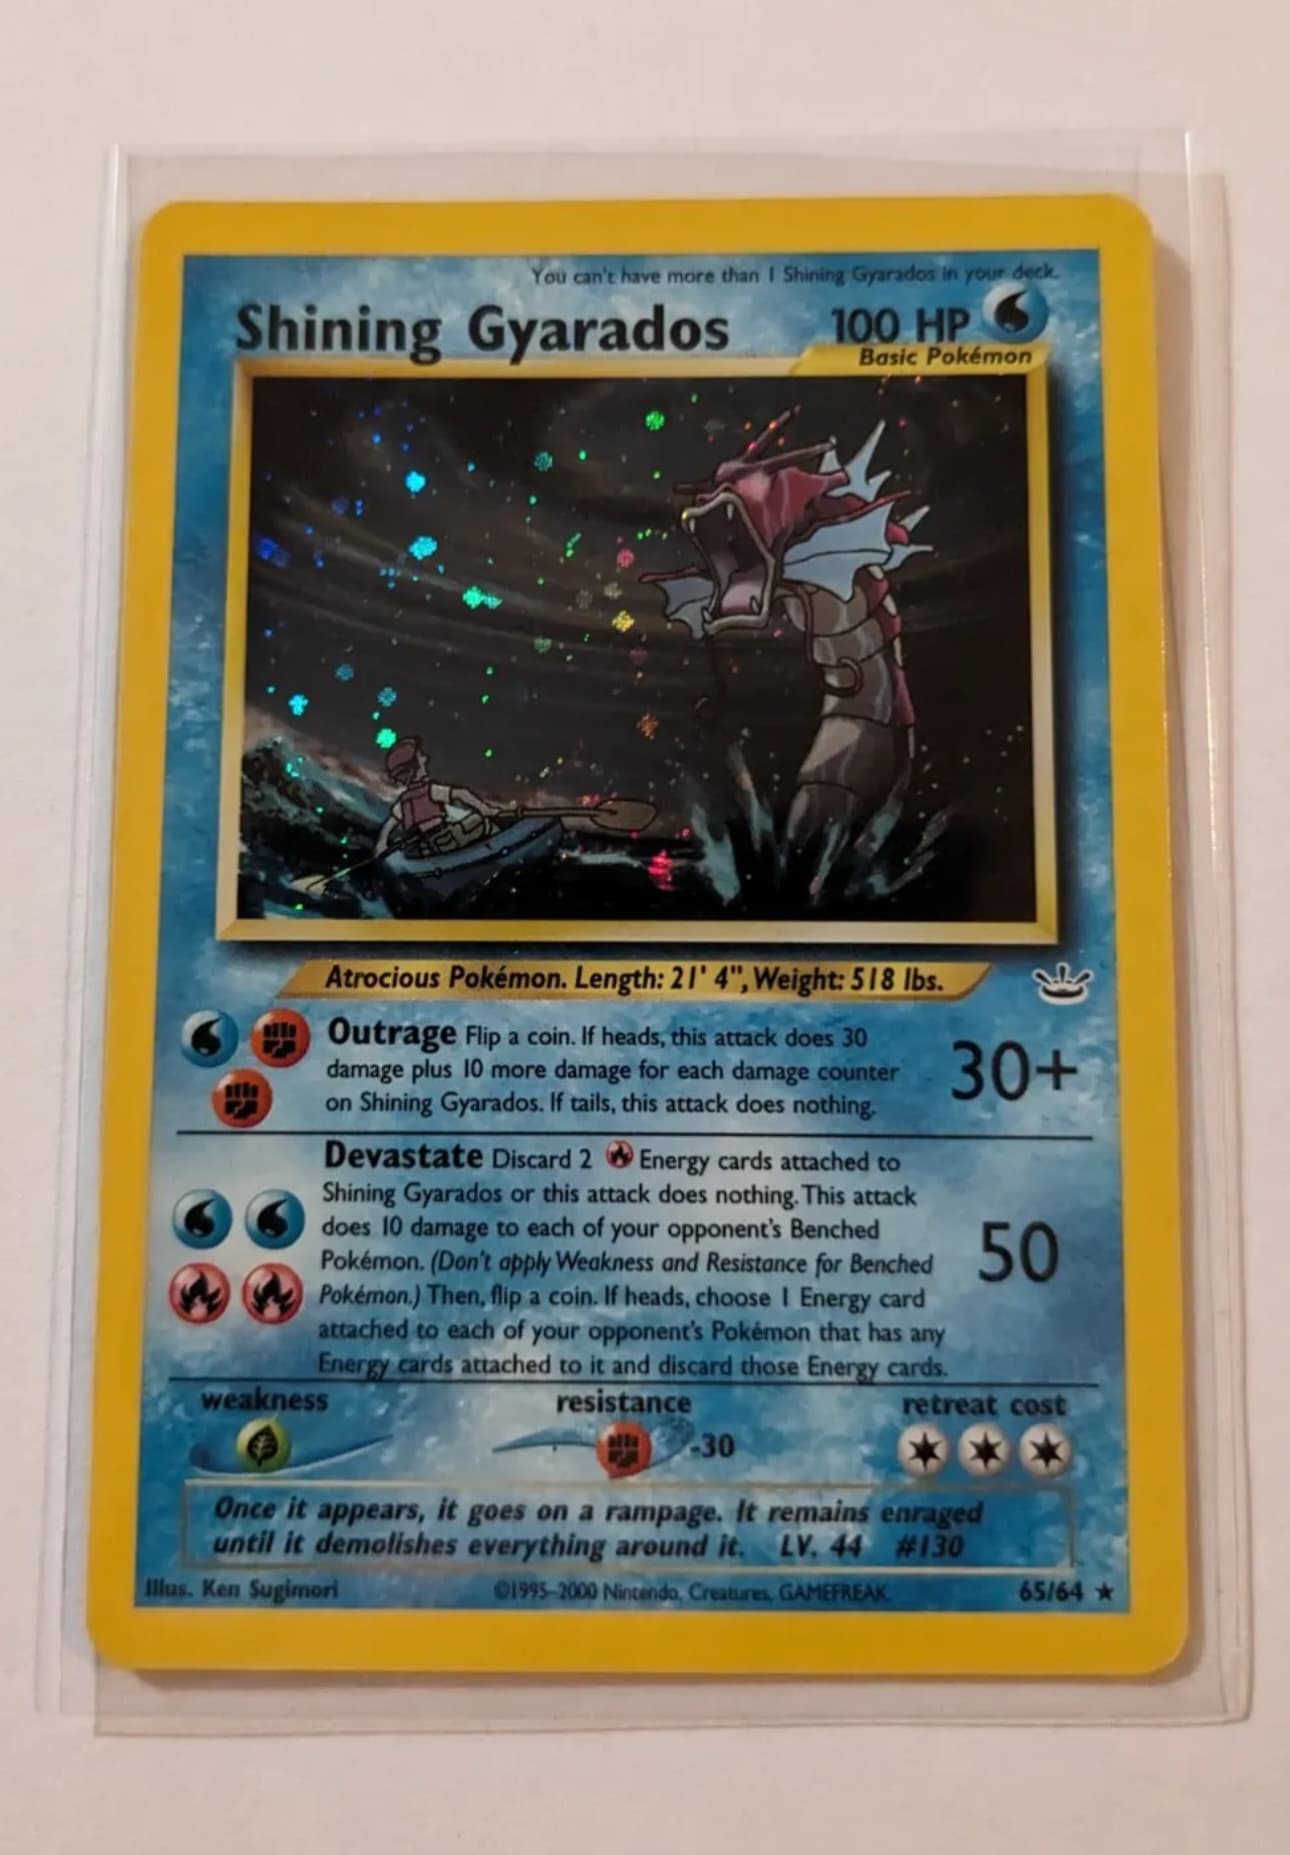 You can't have more than 1 Shining Gyarados in your deck.
Shining Gyarados 100 HP
Basic Pokémon
Atrocious Pokémon. Length: 21' 4", Weight: 518 lbs.
Outrage Flip a coin. If heads, this attack does 30
damage plus 10 more damage for each damage counter
on Shining Gyarados. If tails, this attack does nothing.
30+
Devastate Discard 2 Energy cards attached to
Shining Gyarados or this attack does nothing. This attack
does 10 damage to each of your opponent's Benched
Pokémon. (Don't apply Weakness and Resistance for Benched
Pokémon.) Then, flip a coin. If heads, choose 1 Energy card
attached to each of your opponent's Pokémon that has any
Energy cards attached to it and discard those Energy cards.
50
weakness resistance retreat cost
-30
Once it appears, it goes on a rampage. It remains enraged
until it demolishes everything around it. LV. 44 #130
Illus. Ken Sugimori ©1995-2000 Nintendo, Creatures, GAMEFREAK. 65/64 ★